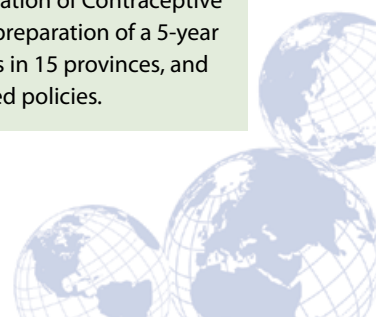 ation of Contraceptive
preparation of a 5-year
s in 15 provinces, and
ed policies.